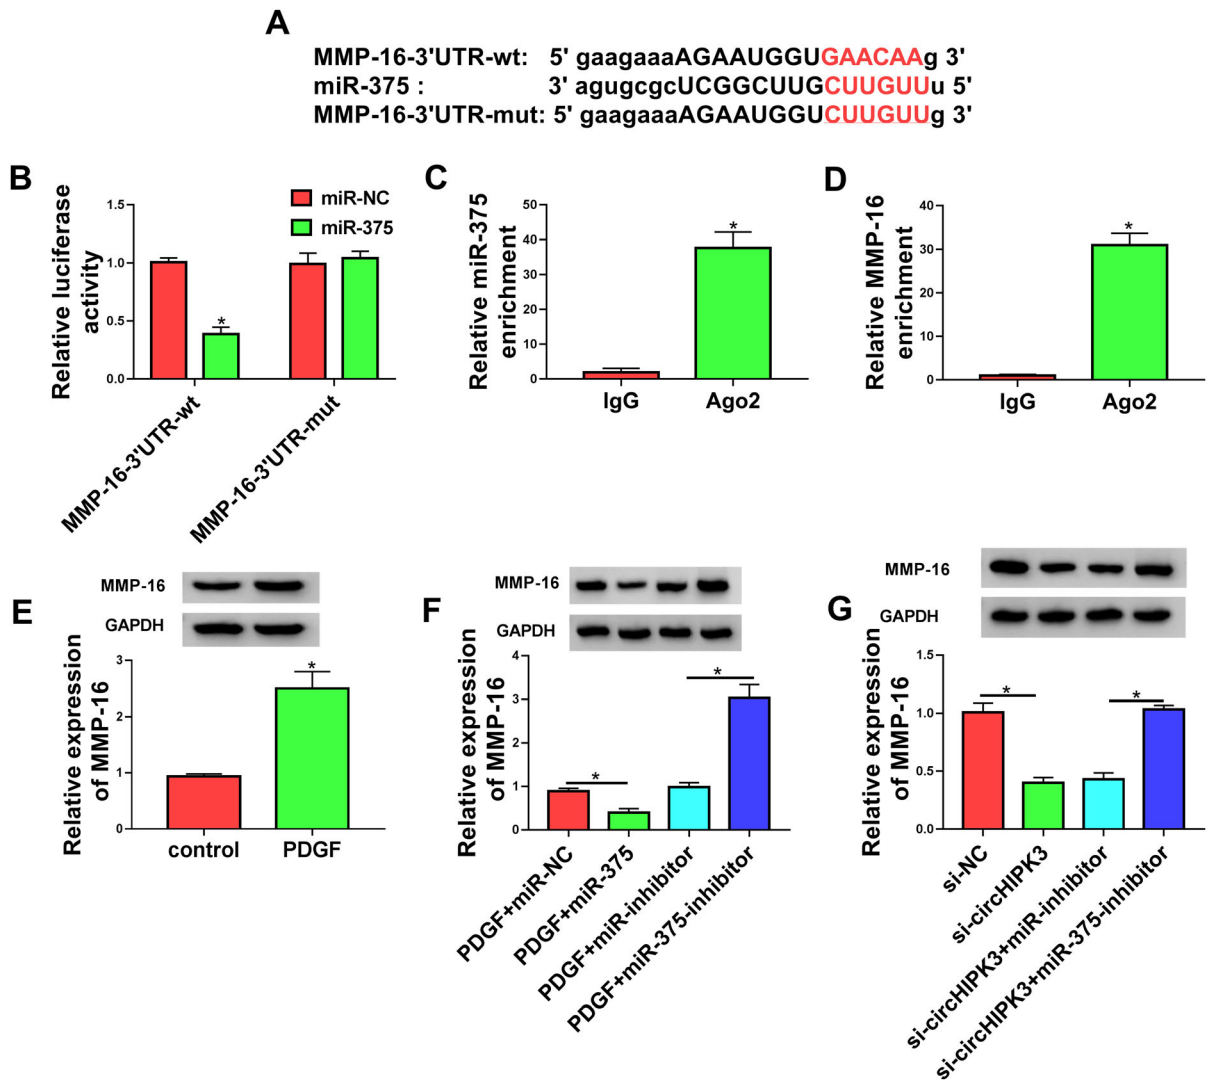 A
MMP-16-3'UTR-wt: 5' gaagaaaAGAAUGGUGAACAAg 3'
miR-375 : 3' agugcgcUCGGCUUGCUUGUUu 5'
MMP-16-3'UTR-mut: 5' gaagaaaAGAAUGGUCUUGUUg 3'
B
Relative luciferase
activity
1.5
1.0
0.5
0.0
miR-NC
miR-375
*
MMP-16-3'UTR-wt
MMP-16-3'UTR-mut
C
Relative miR-375
enrichment
50
40
30
20
10
0
*
IgG
Ago2
D
Relative MMP-16
enrichment
40
30
20
10
0
*
IgG
Ago2
E
MMP-16
GAPDH
Relative expression
of MMP-16
3
2
1
0
*
control
PDGF
F
MMP-16
GAPDH
Relative expression
of MMP-16
4
3
2
1
0
*
*
PDGF+miR-NC
PDGF+miR-375
PDGF+miR-inhibitor
PDGF+miR-375-inhibitor
G
MMP-16
GAPDH
Relative expression
of MMP-16
1.5
1.0
0.5
0.0
*
*
si-NC
si-circHIPK3
si-circHIPK3+miR-inhibitor
si-circHIPK3+miR-375-inhibitor